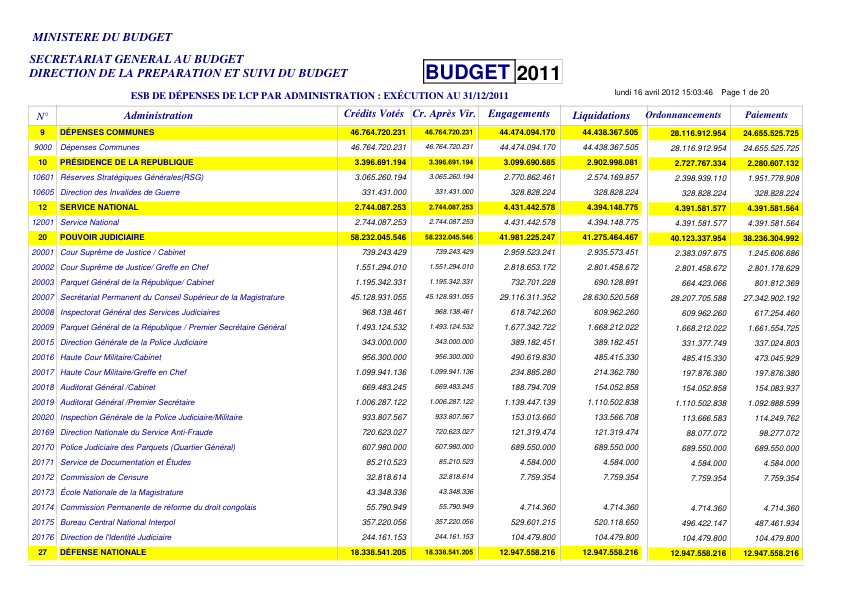 MINISTERE DU BUDGET
SECRETARIAT GENERAL AU BUDGET
DIRECTION DE LA PREPARATION ET SUIVI DU BUDGET
BUDGET 2011
ESB DE DÉPENSES DE LCP PAR ADMINISTRATION : EXÉCUTION AU 31/12/2011
lundi 16 avril 2012 15:03:46 Page 1 de 20
N° Administration Crédits Votés Cr. Après Vir. Engagements Liquidations Ordonnancements Paiements
9 DÉPENSES COMMUNES 46.764.720.231 46.764.720.231 44.474.094.170 44.438.367.505 28.116.912.954 24.655.525.725
9000 Dépenses Communes 46.764.720.231 46.764.720.231 44.474.094.170 44.438.367.505 28.116.912.954 24.655.525.725
10 PRÉSIDENCE DE LA REPUBLIQUE 3.396.691.194 3.396.691.194 3.099.690.685 2.902.998.081 2.727.767.334 2.280.607.132
10601 Réserves Stratégiques Générales(RSG) 3.065.260.194 3.065.260.194 2.770.862.461 2.574.169.857 2.398.939.110 1.951.778.908
10605 Direction des Invalides de Guerre 331.431.000 331.431.000 328.828.224 328.828.224 328.828.224 328.828.224
12 SERVICE NATIONAL 2.744.087.253 2.744.087.253 4.431.442.578 4.394.148.775 4.391.581.577 4.391.581.564
12001 Service National 2.744.087.253 2.744.087.253 4.431.442.578 4.394.148.775 4.391.581.577 4.391.581.564
20 POUVOIR JUDICIAIRE 58.232.045.546 58.232.045.546 41.981.225.247 41.275.464.467 40.123.337.954 38.236.304.992
20001 Cour Suprême de Justice / Cabinet 739.243.429 739.243.429 2.959.523.241 2.935.573.451 2.383.097.875 1.245.606.686
20002 Cour Suprême de Justice/ Greffe en Chef 1.551.294.010 1.551.294.010 2.818.653.172 2.801.458.672 2.801.458.672 2.801.178.629
20003 Parquet Général de la République/ Cabinet 1.195.342.331 1.195.342.331 732.701.228 690.128.891 664.423.066 801.812.369
20007 Secrétariat Permanent du Conseil Supérieur de la Magistrature 45.128.931.055 45.128.931.055 29.116.311.352 28.630.520.568 28.207.705.588 27.342.902.192
20008 Inspectorat Général des Services Judiciaires 968.138.461 968.138.461 618.742.260 609.962.260 609.962.260 617.254.460
20009 Parquet Général de la République / Premier Secrétaire Général 1.493.124.532 1.493.124.532 1.677.342.722 1.668.212.022 1.668.212.022 1.661.554.725
20015 Direction Générale de la Police Judiciaire 343.000.000 343.000.000 389.182.451 389.182.451 331.377.749 337.024.803
20016 Haute Cour Militaire/Cabinet 956.300.000 956.300.000 490.619.830 485.415.330 485.415.330 473.045.929
20017 Haute Cour Militaire/Greffe en Chef 1.099.941.136 1.099.941.136 234.885.280 214.362.780 197.876.380 197.876.380
20018 Auditorat Général /Cabinet 669.483.245 669.483.245 188.794.709 154.052.858 154.052.858 154.083.937
20019 Auditorat Général /Premier Secrétaire 1.006.287.122 1.006.287.122 1.139.447.139 1.110.502.838 1.110.502.838 1.092.888.599
20020 Inspection Générale de la Police Judiciaire/Militaire 933.807.567 933.807.567 153.013.660 133.566.708 113.666.583 114.249.762
20169 Direction Nationale du Service Anti-Fraude 720.623.027 720.623.027 121.319.474 121.319.474 88.077.072 98.277.072
20170 Police Judiciaire des Parquets (Quartier Général) 607.980.000 607.980.000 689.550.000 689.550.000 689.550.000 689.550.000
20171 Service de Documentation et Études 85.210.523 85.210.523 4.584.000 4.584.000 4.584.000 4.584.000
20172 Commission de Censure 32.818.614 32.818.614 7.759.354 7.759.354 7.759.354 7.759.354
20173 École Nationale de la Magistrature 43.348.336 43.348.336
20174 Commission Permanente de réforme du droit congolais 55.790.949 55.790.949 4.714.360 4.714.360 4.714.360 4.714.360
20175 Bureau Central National Interpol 357.220.056 357.220.056 529.601.215 520.118.650 496.422.147 487.461.934
20176 Direction de l'Identité Judiciaire 244.161.153 244.161.153 104.479.800 104.479.800 104.479.800 104.479.800
27 DÉFENSE NATIONALE 18.338.541.205 18.338.541.205 12.947.558.216 12.947.558.216 12.947.558.216 12.947.558.216